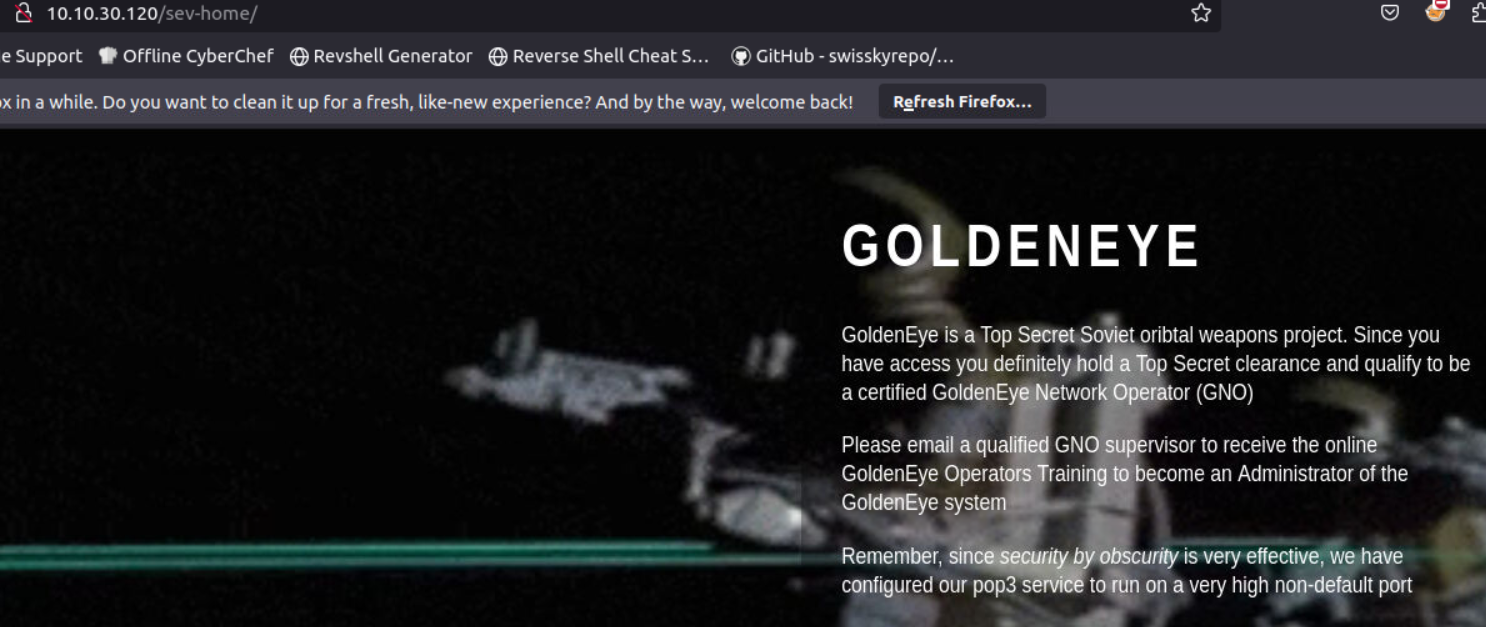 10.10.30.120/sev-home/
e Support Offline CyberChef Revshell Generator Reverse Shell Cheat S... GitHub - swisskyrepo/...
ox in a while. Do you want to clean it up for a fresh, like-new experience? And by the way, welcome back! Refresh Firefox...
GOLDENEYE
GoldenEye is a Top Secret Soviet oribtal weapons project. Since you
have access you definitely hold a Top Secret clearance and qualify to be
a certified GoldenEye Network Operator (GNO)
Please email a qualified GNO supervisor to receive the online
GoldenEye Operators Training to become an Administrator of the
GoldenEye system
Remember, since security by obscurity is very effective, we have
configured our pop3 service to run on a very high non-default port